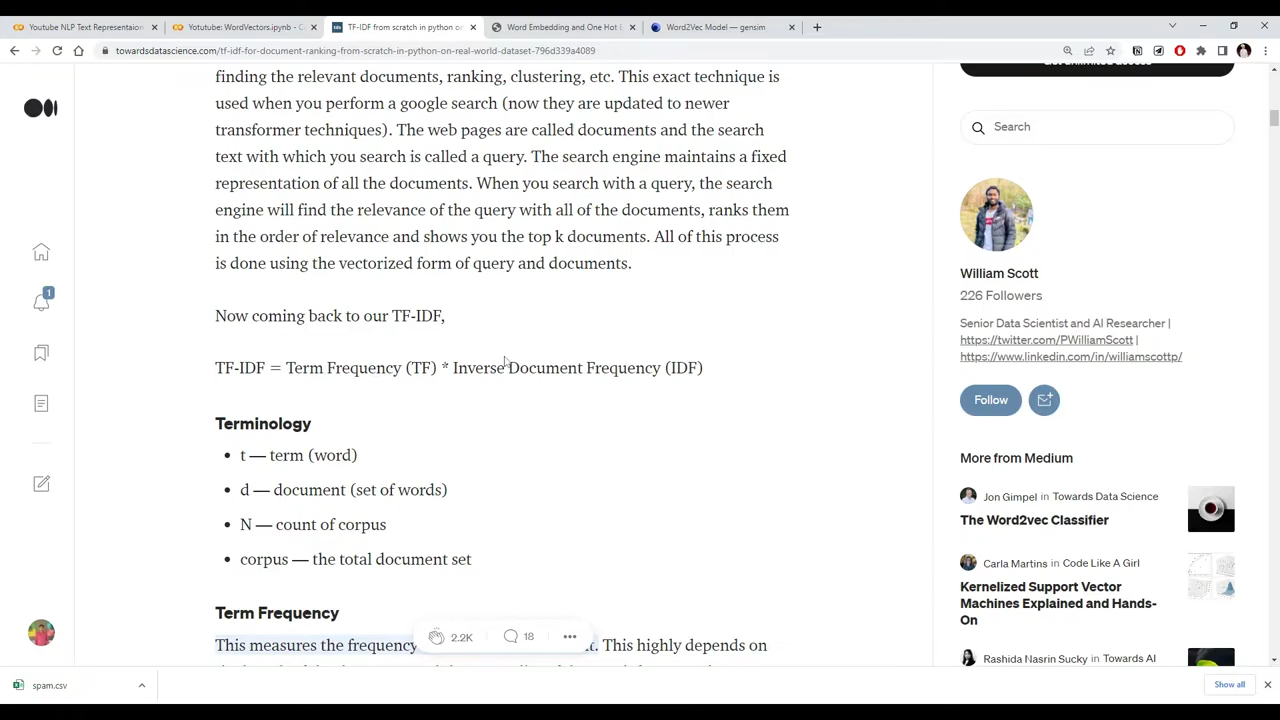 Youtube NLP Text Representaion
Yotutube: WordVectors.ipynb - C
TF-IDF from scratch in python on
Word Embedding and One Hot E
Word2Vec Model — gensim
towardsdatascience.com/tf-idf-for-document-ranking-from-scratch-in-python-on-real-world-dataset-796d339a4089
finding the relevant documents, ranking, clustering, etc. This exact technique is
used when you perform a google search (now they are updated to newer
transformer techniques). The web pages are called documents and the search
text with which you search is called a query. The search engine maintains a fixed
representation of all the documents. When you search with a query, the search
engine will find the relevance of the query with all of the documents, ranks them
in the order of relevance and shows you the top k documents. All of this process
is done using the vectorized form of query and documents.
Now coming back to our TF-IDF,
TF-IDF = Term Frequency (TF) * Inverse Document Frequency (IDF)
Terminology
• t — term (word)
• d — document (set of words)
• N — count of corpus
• corpus — the total document set
Term Frequency
This measures the frequency
t. This highly depends on
2.2K
18
1
Search
William Scott
226 Followers
Senior Data Scientist and AI Researcher |
https://twitter.com/PWilliamScott |
https://www.linkedin.com/in/williamscottp/
Follow
More from Medium
Jon Gimpel in Towards Data Science
The Word2vec Classifier
Carla Martins in Code Like A Girl
Kernelized Support Vector
Machines Explained and Hands-
On
Rashida Nasrin Sucky in Towards AI
spam.csv
Show all